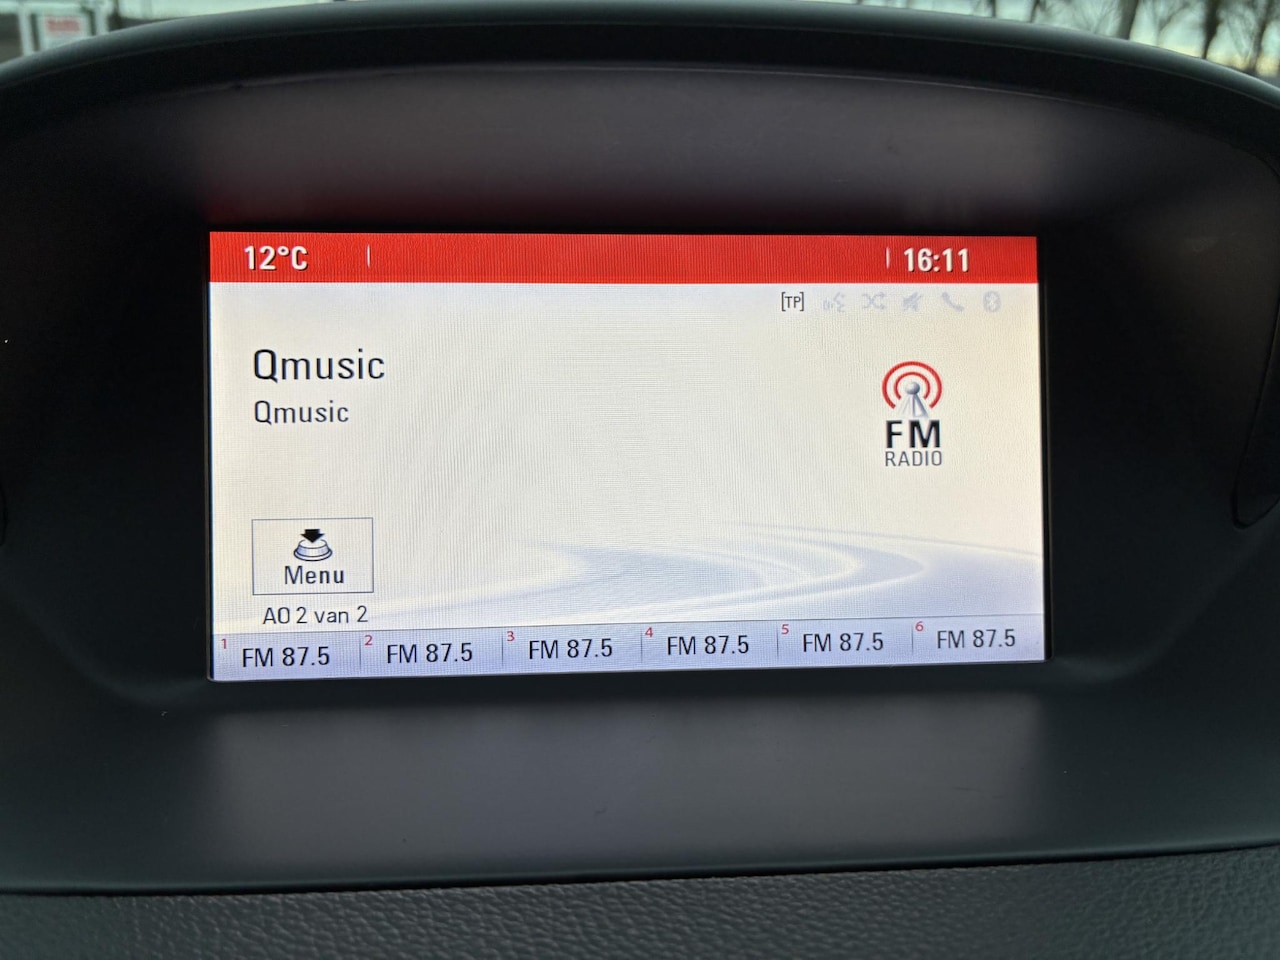 12°C
16:11
[TP]
Qmusic
Qmusic
FM
RADIO
Menu
AO 2 van 2
1 FM 87.5
2 FM 87.5
3 FM 87.5
4 FM 87.5
5 FM 87.5
6 FM 87.5